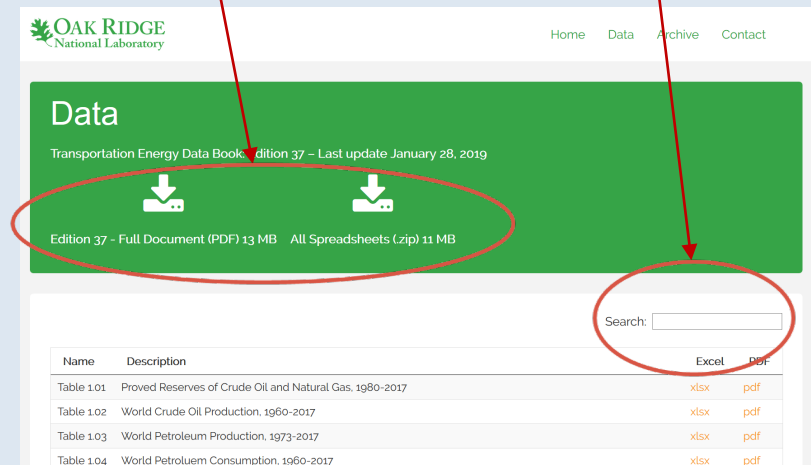 OAK RIDGE
National Laboratory
Home Data Archive Contact
Data
Transportation Energy Data Book: Edition 37 – Last update January 28, 2019
Edition 37 - Full Document (PDF) 13 MB All Spreadsheets (.zip) 11 MB
Search:
Name Description Excel PDF
Table 1.01 Proved Reserves of Crude Oil and Natural Gas, 1980-2017 xlsx pdf
Table 1.02 World Crude Oil Production, 1960-2017 xlsx pdf
Table 1.03 World Petroleum Production, 1973-2017 xlsx pdf
Table 1.04 World Petroluem Consumption, 1960-2017 xlsx pdf